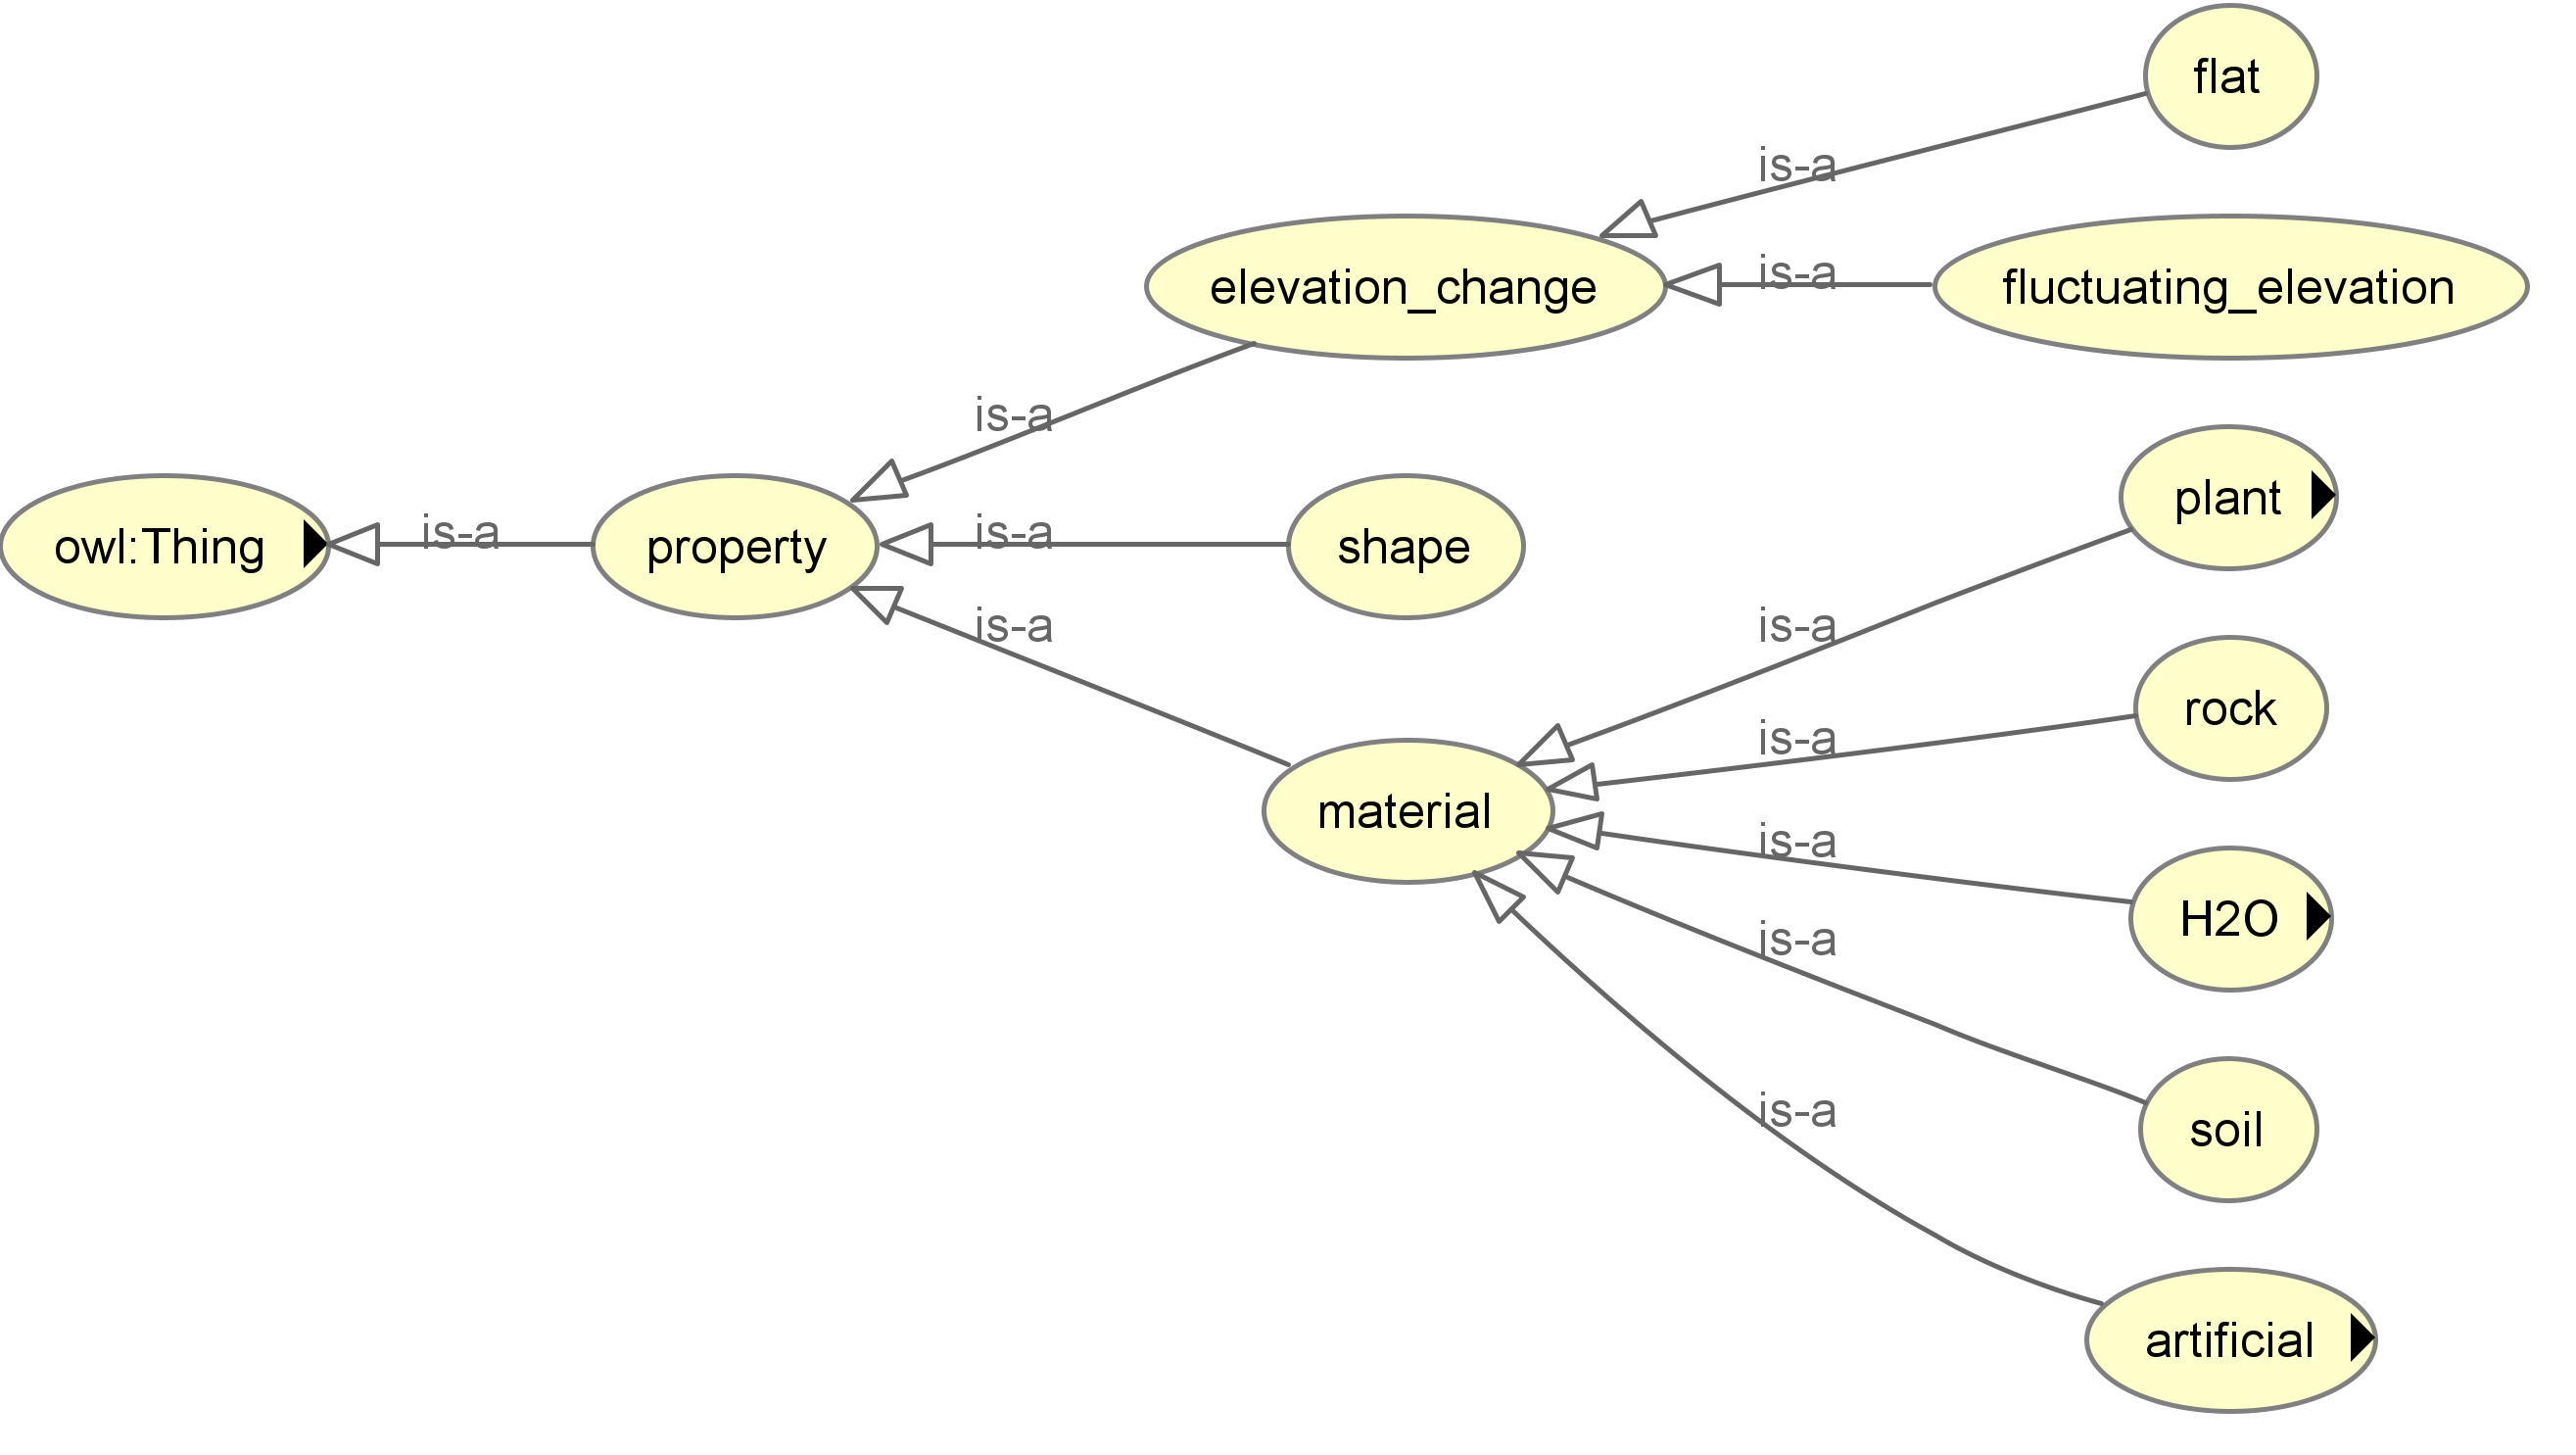 flat
is-a
elevation_change
is-a
fluctuating_elevation
is-a
owl:Thing
is-a
property
is-a
shape
plant
is-a
is-a
rock
is-a
material
is-a
H2O
is-a
soil
is-a
artificial